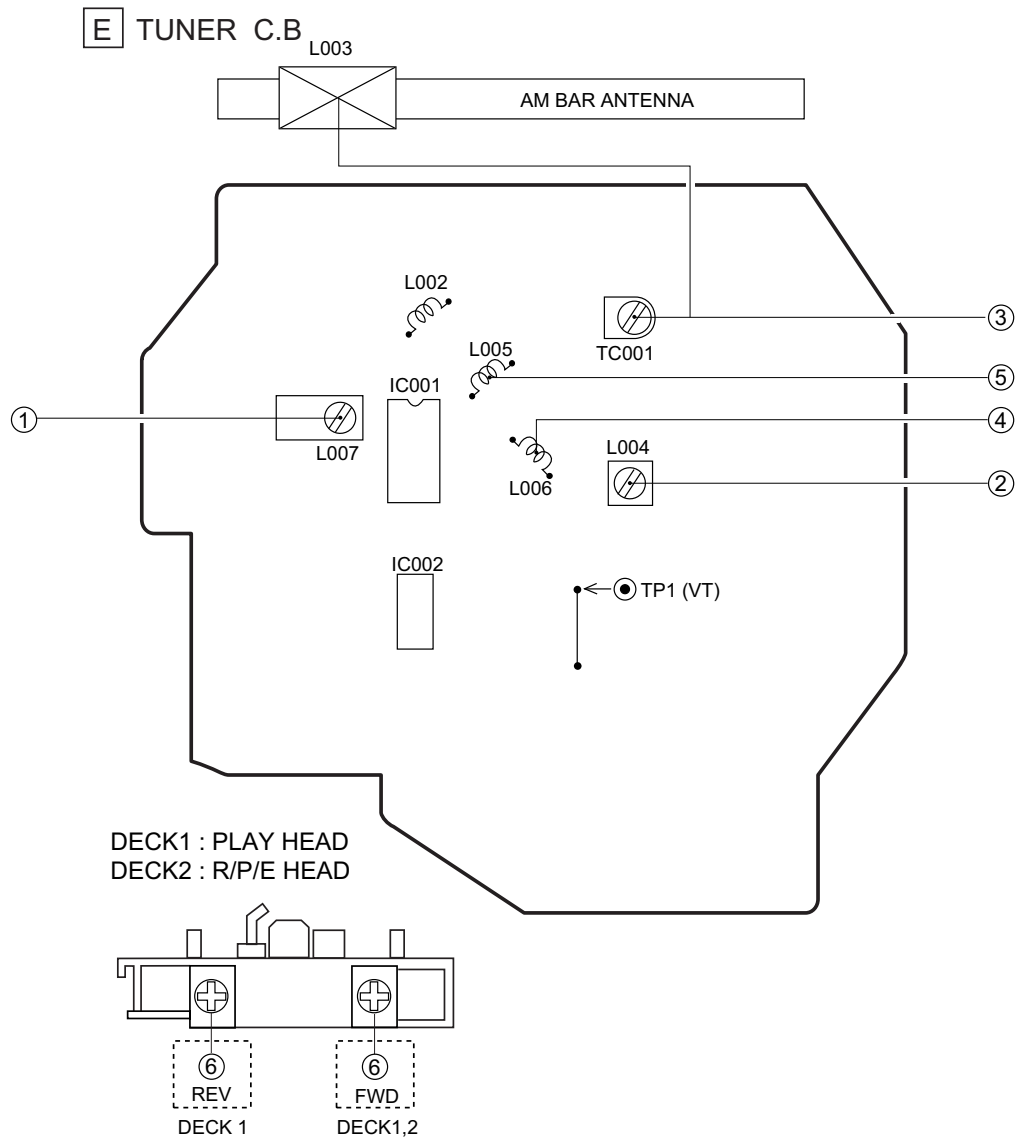 E TUNER C.B
L003
AM BAR ANTENNA
L002
TC001
③
L005
⑤
IC001
①
L007
④
L006
L004
②
IC002
TP1 (VT)
DECK1 : PLAY HEAD
DECK2 : R/P/E HEAD
⑥ ⑥
REV FWD
DECK 1 DECK1,2